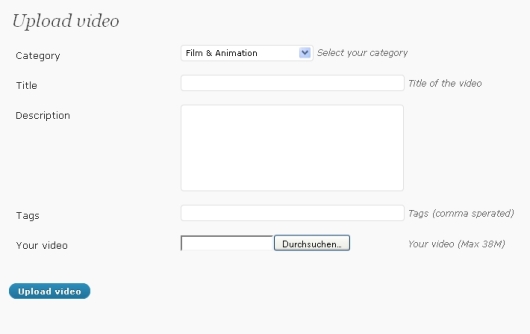 Upload video
Category Film & Animation Select your category
Title Title of the video
Description
Tags Tags (comma sperated)
Your video Durchsuchen... Your video (Max 38M)
Upload video